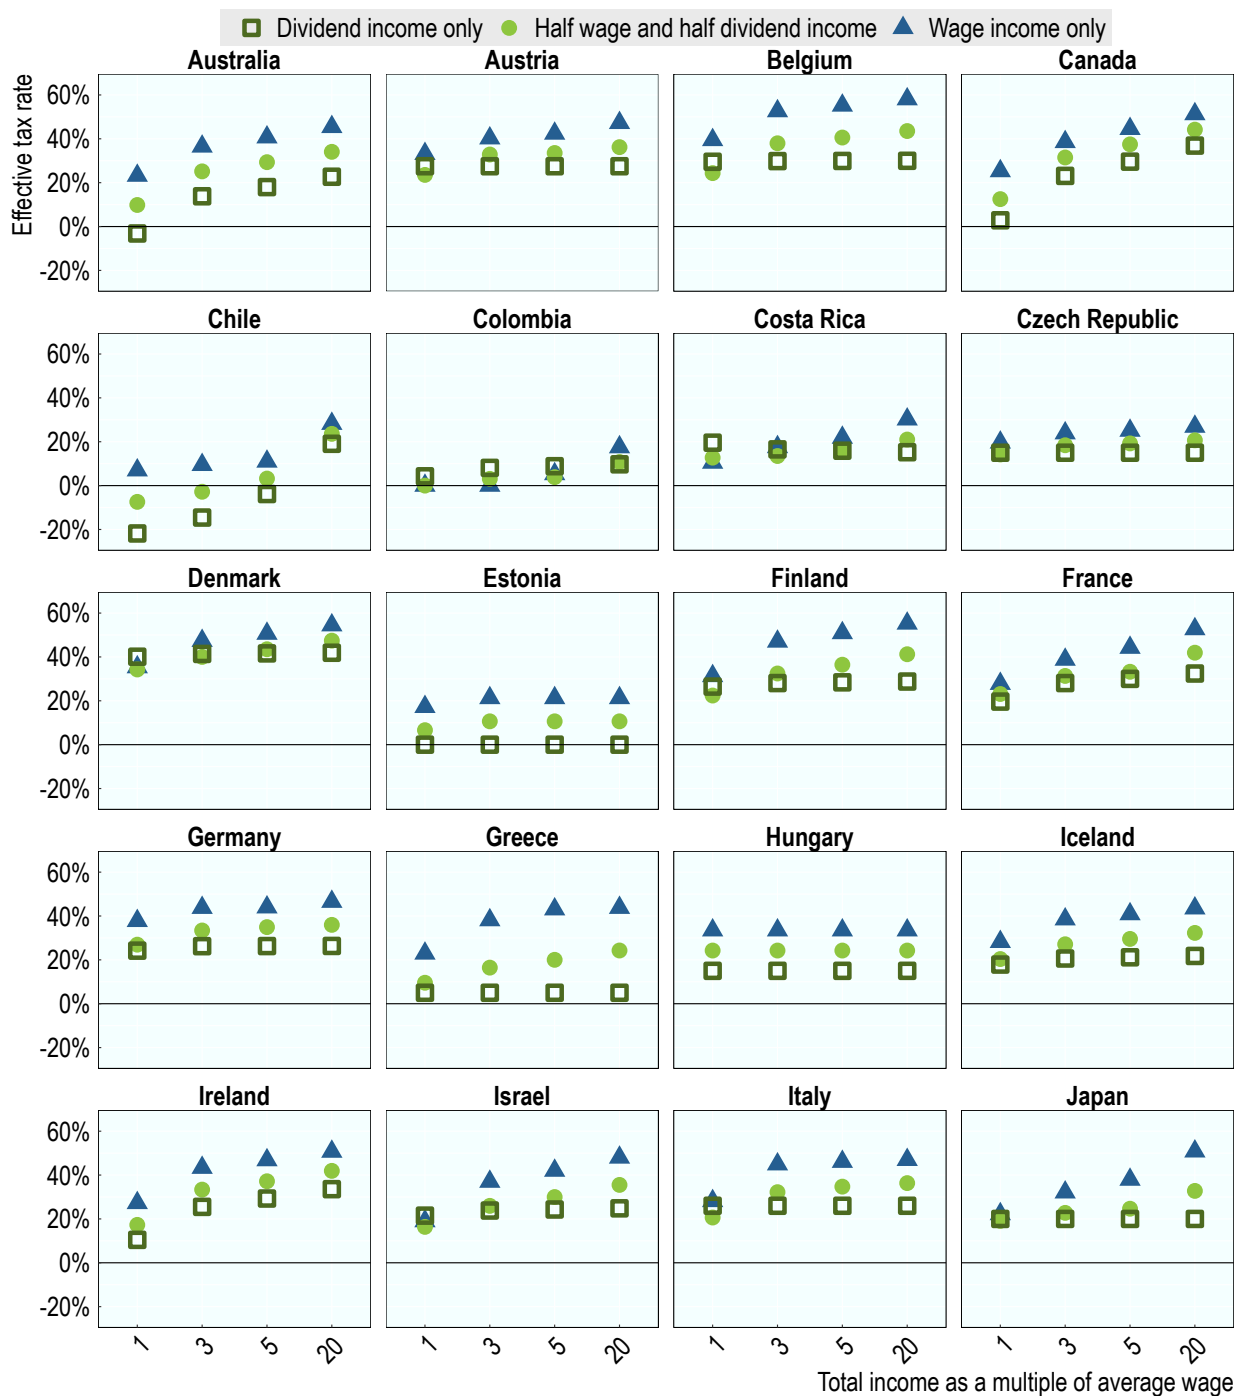 Dividend income only Half wage and half dividend income Wage income only
Australia Austria Belgium Canada
Effective tax rate
60%
40%
20%
0%
-20%
Chile Colombia Costa Rica Czech Republic
60%
40%
20%
0%
-20%
Denmark Estonia Finland France
60%
40%
20%
0%
-20%
Germany Greece Hungary Iceland
60%
40%
20%
0%
-20%
Ireland Israel Italy Japan
60%
40%
20%
0%
-20%
1 3 5 20 1 3 5 20 1 3 5 20 1 3 5 20
Total income as a multiple of average wage